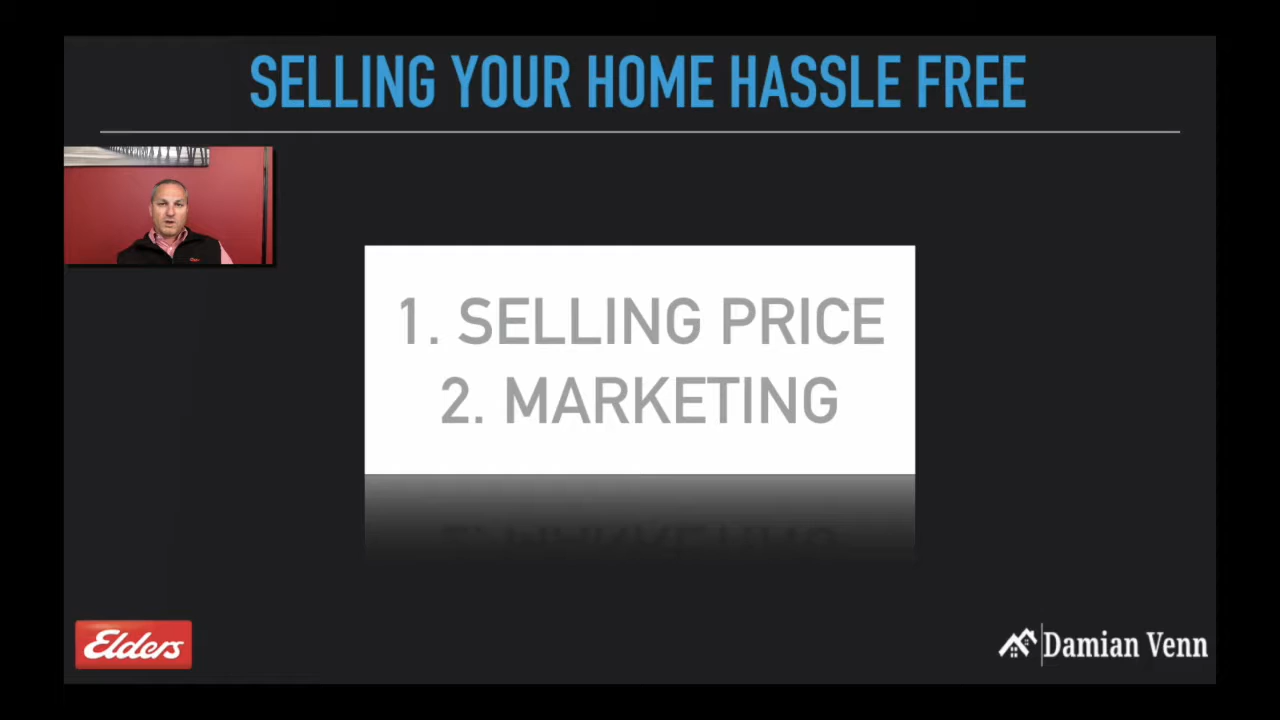 SELLING YOUR HOME HASSLE FREE
1. SELLING PRICE
2. MARKETING
Elders
Damian Venn